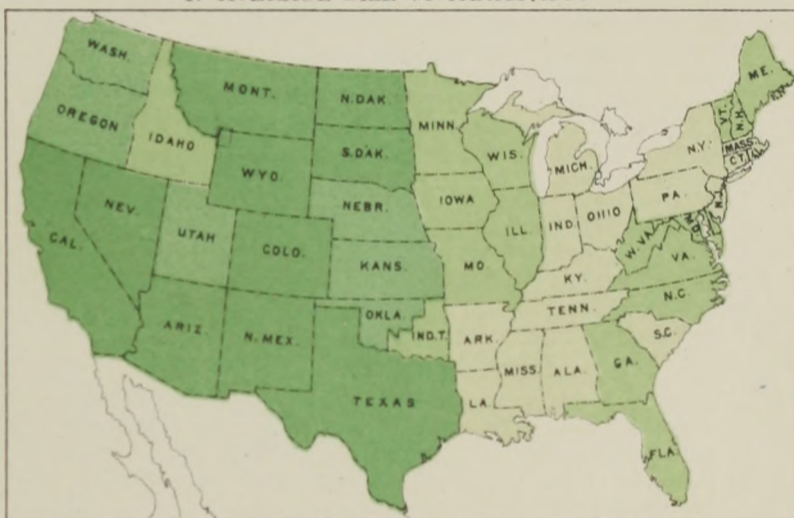 WASH.
OREGON
IDAHO
MONT.
N.DAK.
S.DAK.
WYO.
NEBR.
NEV.
CAL.
UTAH
COLO.
KANS.
ARIZ.
N.MEX.
OKLA.
IND.T.
TEXAS
MINN.
IOWA
MO.
ARK.
LA.
WIS.
ILL
MICH.
IND.
OHIO
KY.
TENN.
MISS.
ALA.
GA.
FLA.
S.C.
N.C.
VA.
W.VA.
PA.
N.Y.
N.J.
VT.
N.H.
ME.
MASS.
CT.